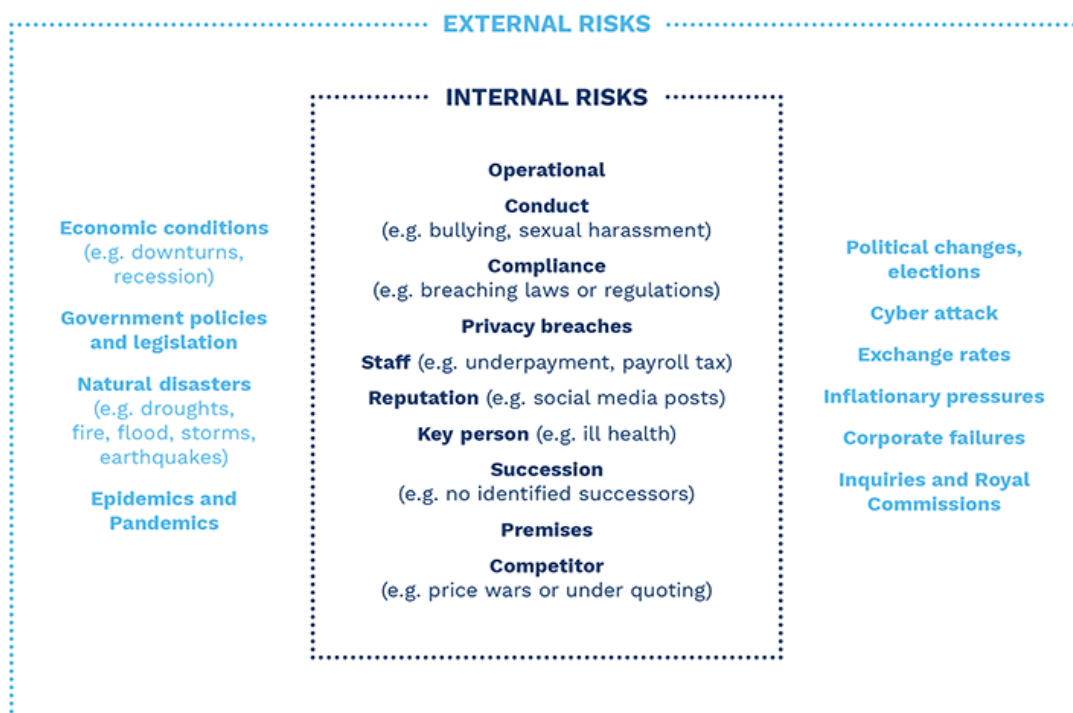 EXTERNAL RISKS
INTERNAL RISKS
Economic conditions
(e.g. downturns,
recession)
Government policies
and legislation
Natural disasters
(e.g. droughts,
fire, flood, storms,
earthquakes)
Epidemics and
Pandemics
Operational
Conduct
(e.g. bullying, sexual harassment)
Compliance
(e.g. breaching laws or regulations)
Privacy breaches
Staff (e.g. underpayment, payroll tax)
Reputation (e.g. social media posts)
Key person (e.g. ill health)
Succession
(e.g. no identified successors)
Premises
Competitor
(e.g. price wars or under quoting)
Political changes,
elections
Cyber attack
Exchange rates
Inflationary pressures
Corporate failures
Inquiries and Royal
Commissions